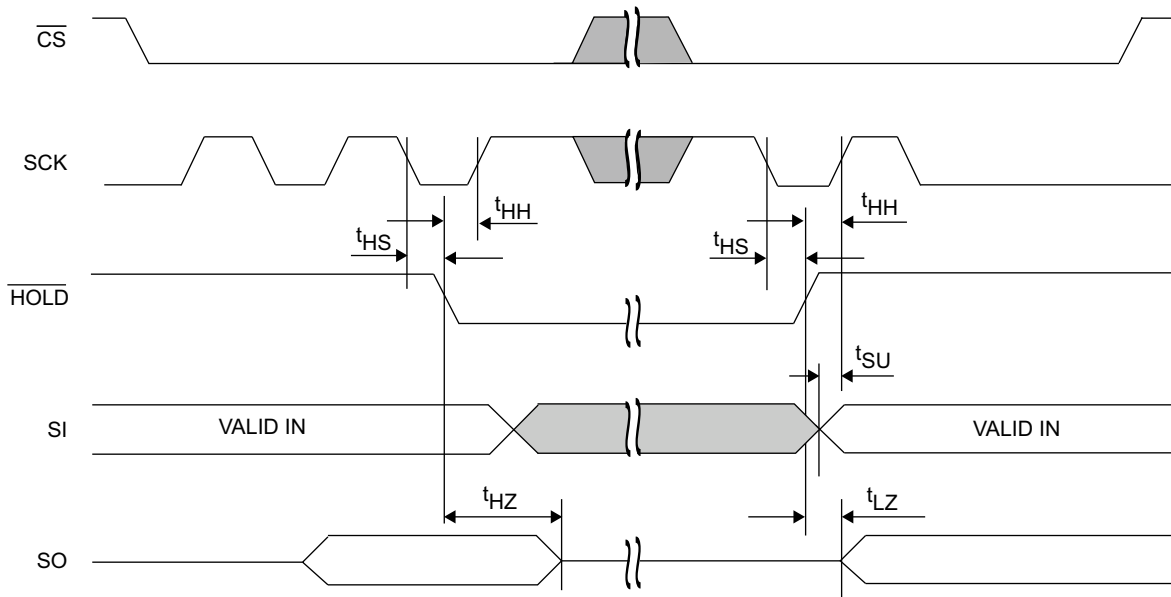 CS
SCK
tHH
tHH
tHS
tHS
HOLD
tSU
SI
VALID IN
VALID IN
tHZ
tLZ
SO